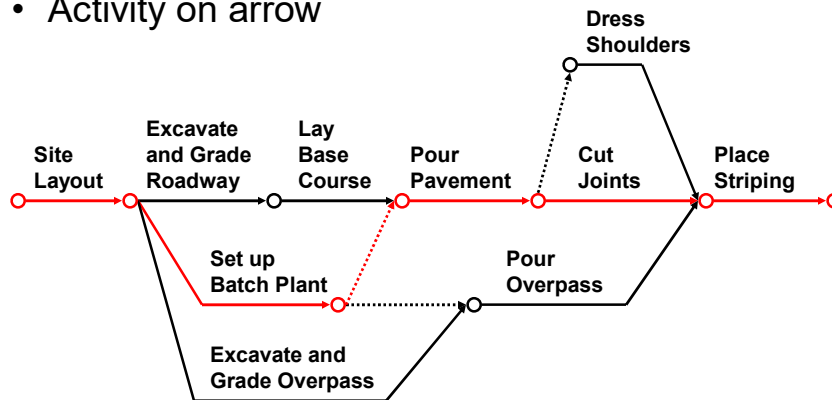 • Activity on arrow
Dress
Shoulders
Site
Layout
Excavate
and Grade
Roadway
Lay
Base
Course
Pour
Pavement
Cut
Joints
Place
Striping
Set up
Batch Plant
Pour
Overpass
Excavate and
Grade Overpass